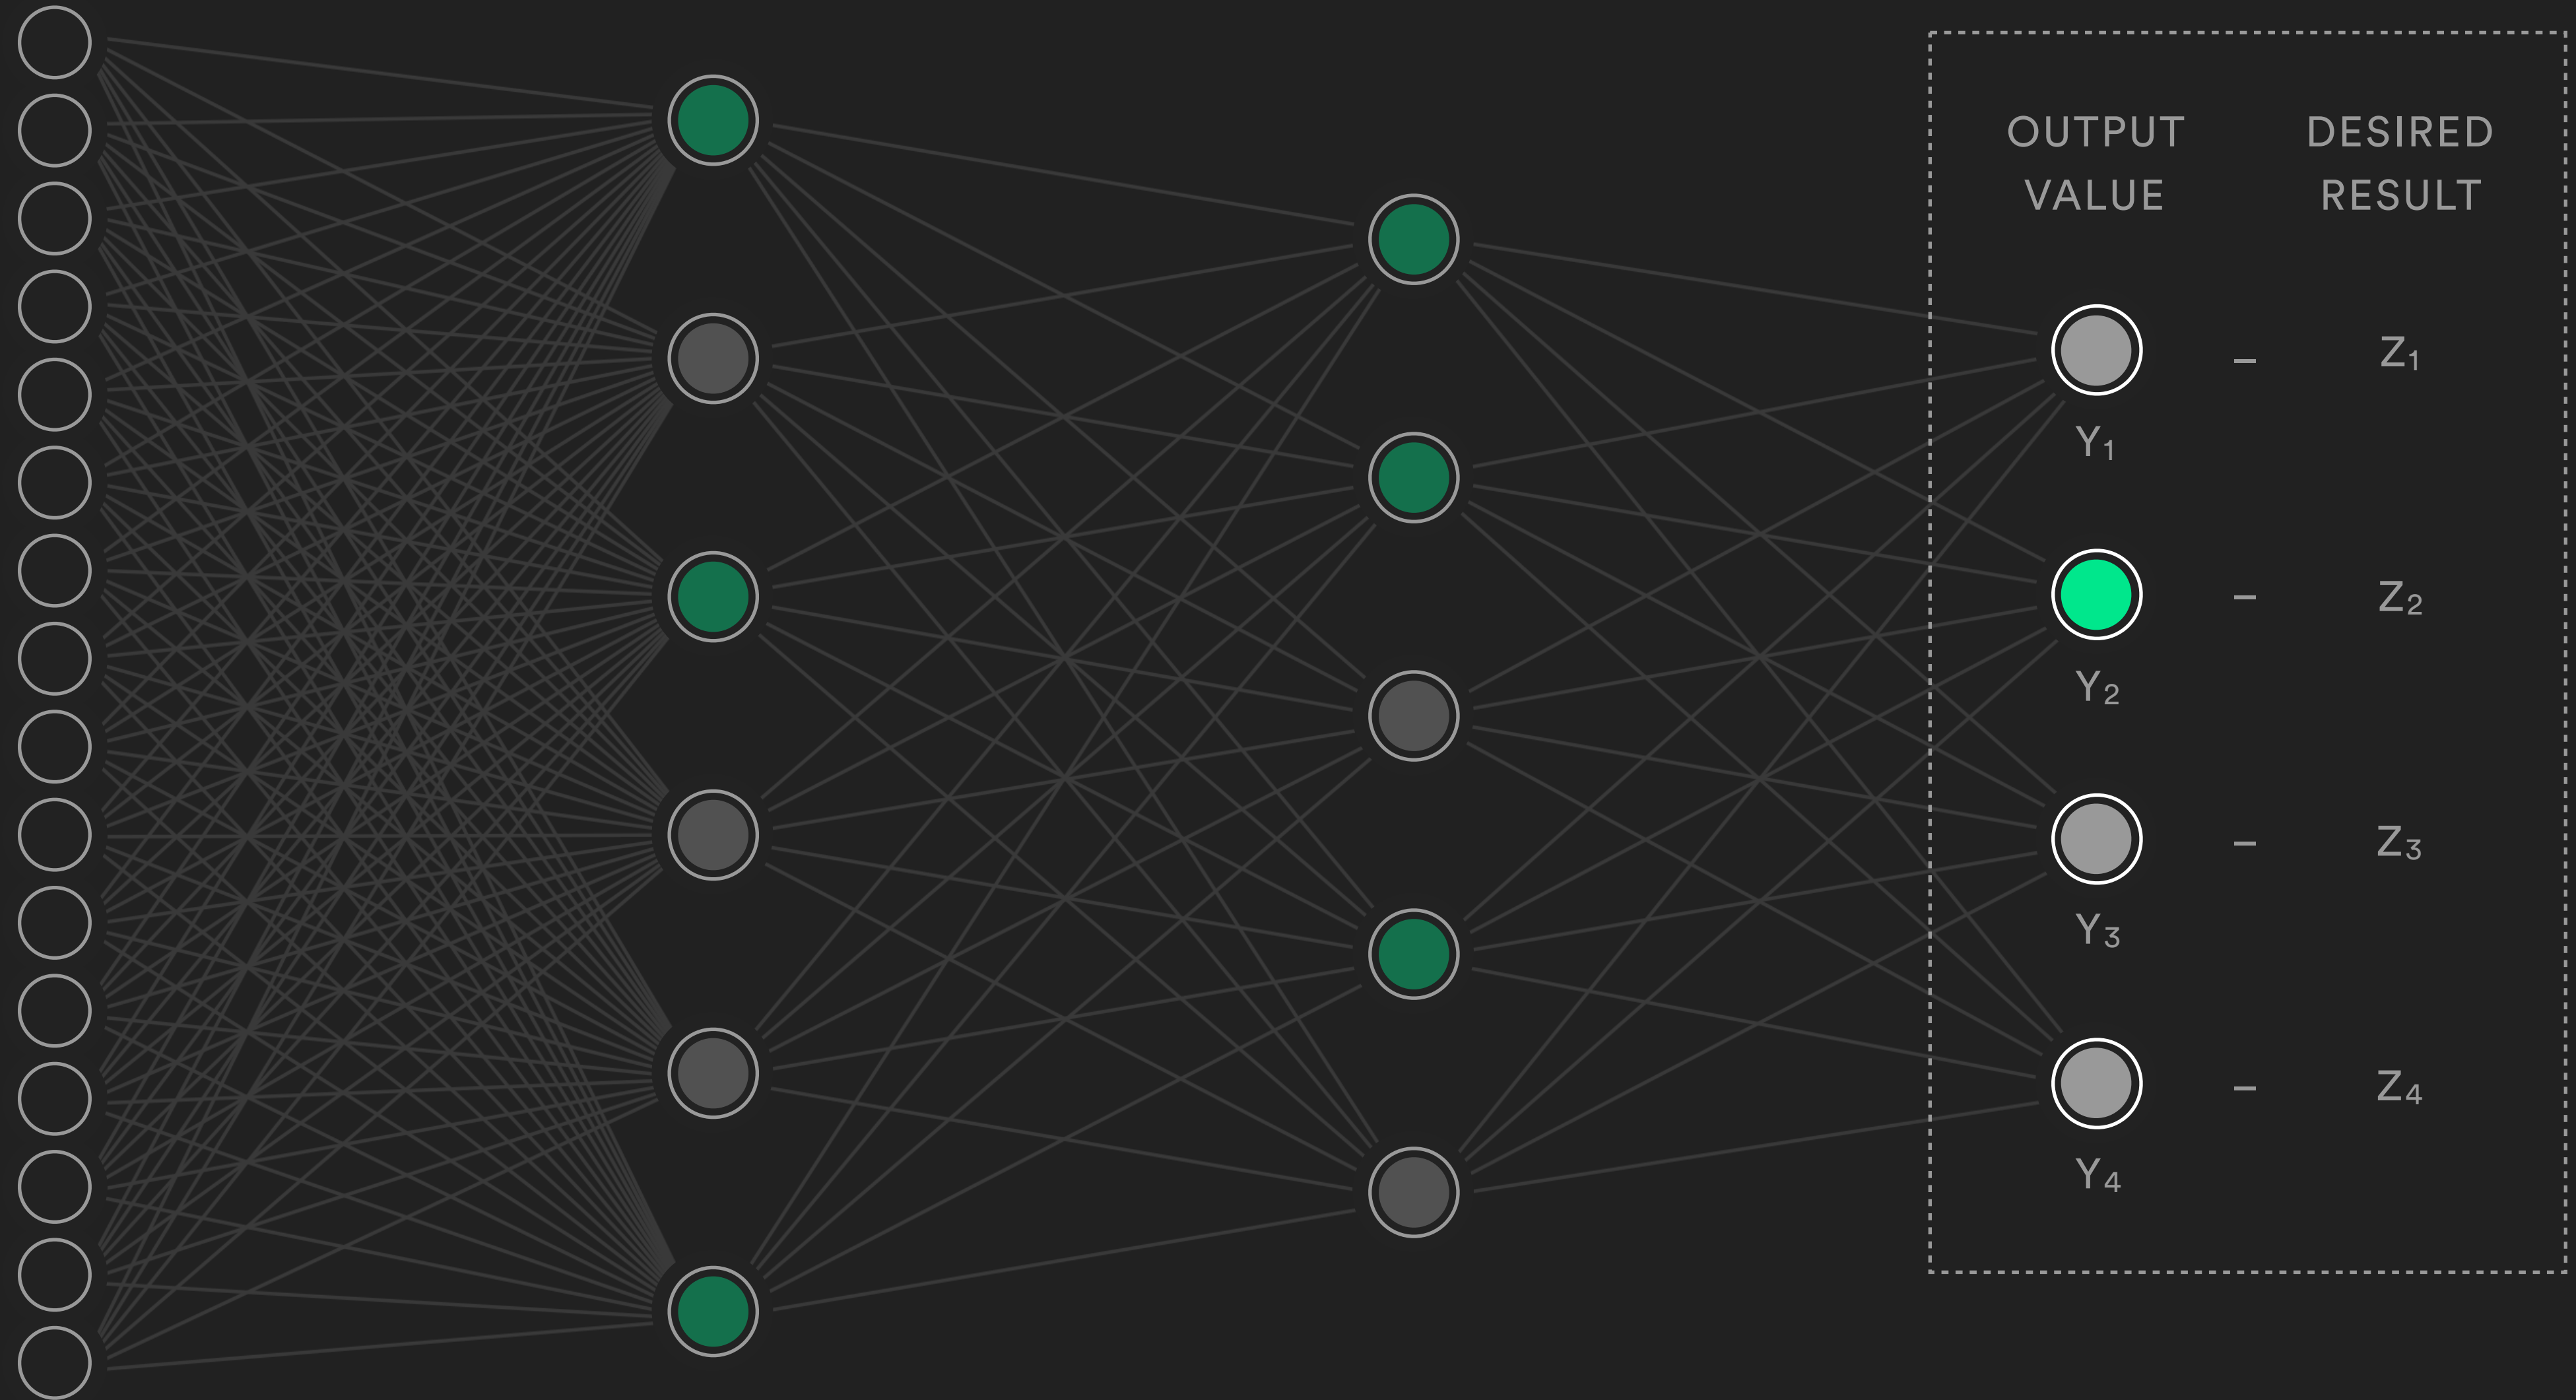 OUTPUT DESIRED
VALUE RESULT
– Z₁
Y₁
– Z₂
Y₂
– Z₃
Y₃
– Z₄
Y₄